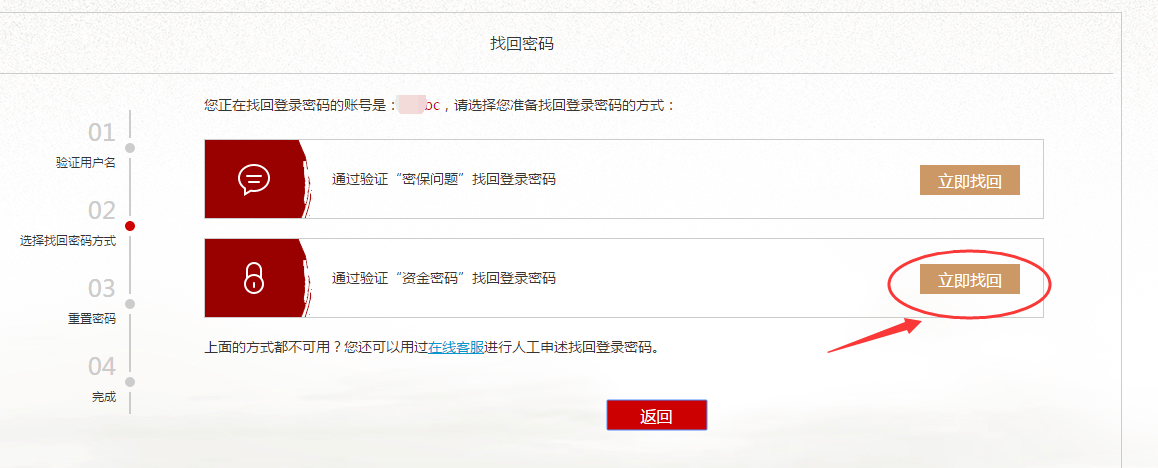 找回密码
您正在找回登录密码的账号是：bc，请选择您准备找回登录密码的方式：
01
验证用户名
02
选择找回密码方式
03
重置密码
04
完成
通过验证“密保问题”找回登录密码
立即找回
通过验证“资金密码”找回登录密码
立即找回
上面的方式都不可用？您还可以用过在线客服进行人工申述找回登录密码。
返回